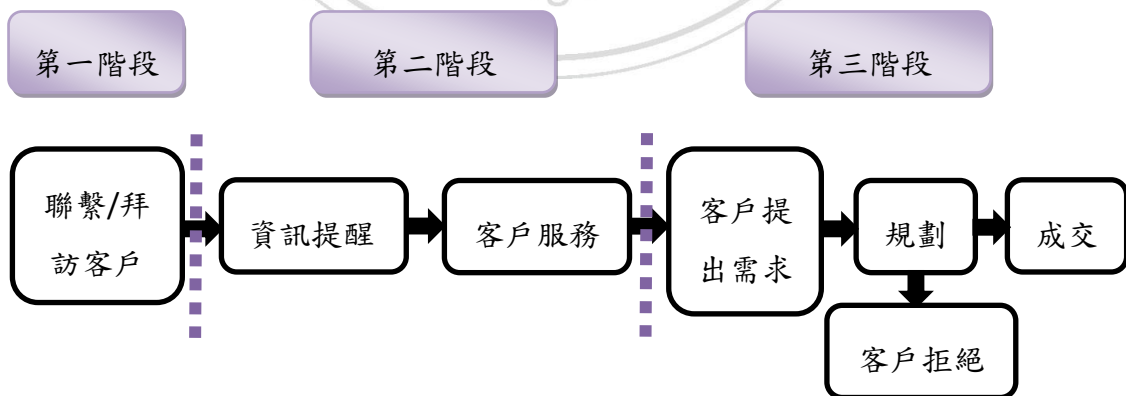 第一階段
第二階段
第三階段
聯繫/拜
訪客戶
資訊提醒
客戶服務
客戶提
出需求
規劃
成交
客戶拒絕